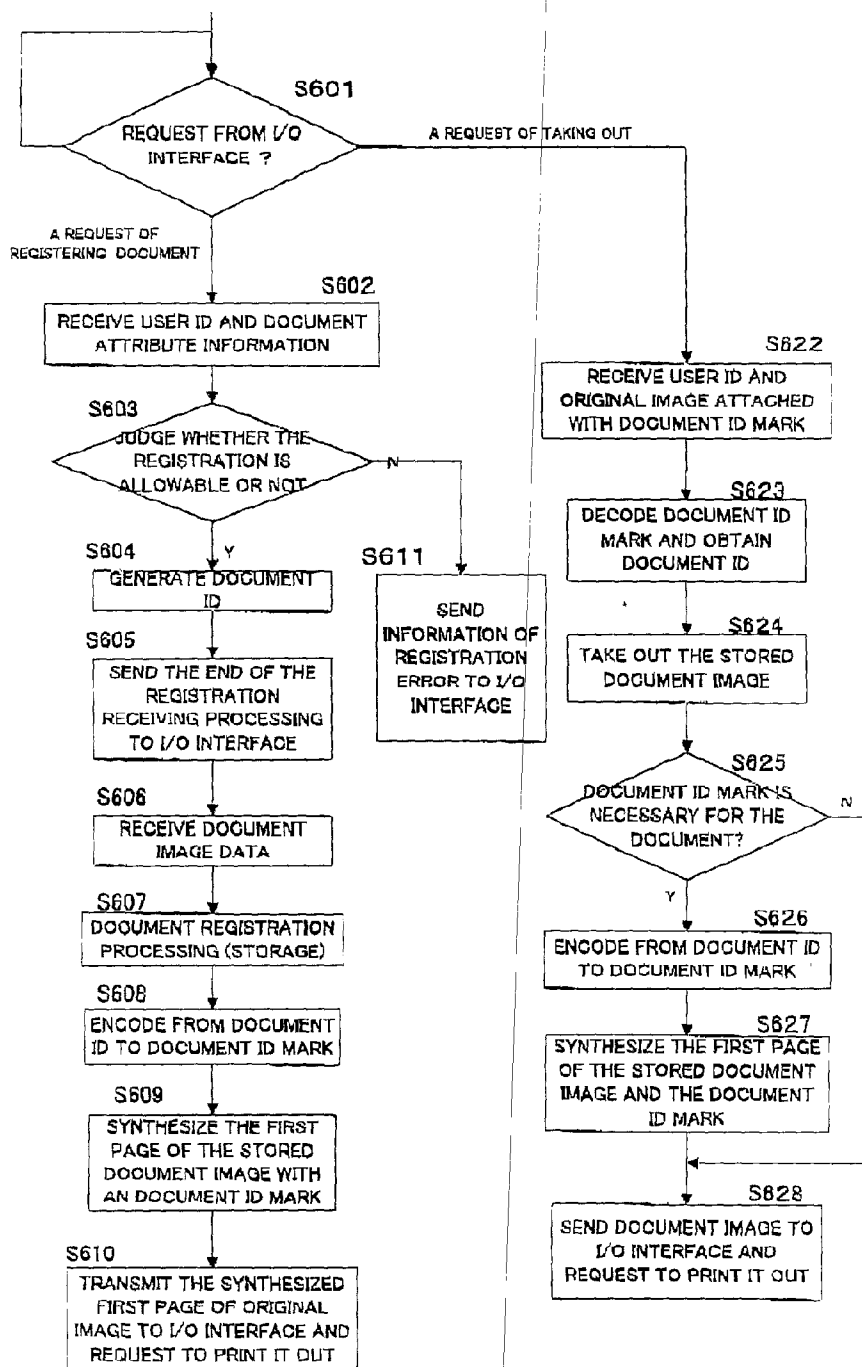 S601
REQUEST FROM I/O
INTERFACE ?
A REQUEST OF TAKING OUT
A REQUEST OF
REGISTERING DOCUMENT
S602
RECEIVE USER ID AND DOCUMENT
ATTRIBUTE INFORMATION
S603
JUDGE WHETHER THE
REGISTRATION IS
ALLOWABLE OR NOT
N
Y
S604
GENERATE DOCUMENT
ID
S605
SEND THE END OF THE
REGISTRATION
RECEIVING PROCESSING
TO I/O INTERFACE
S606
RECEIVE DOCUMENT
IMAGE DATA
S607
DOCUMENT REGISTRATION
PROCESSING (STORAGE)
S608
ENCODE FROM DOCUMENT
ID TO DOCUMENT ID MARK
S609
SYNTHESIZE THE FIRST
PAGE OF THE STORED
DOCUMENT IMAGE WITH
AN DOCUMENT ID MARK
S610
TRANSMIT THE SYNTHESIZED
FIRST PAGE OF ORIGINAL
IMAGE TO I/O INTERFACE AND
REQUEST TO PRINT IT OUT
S611
SEND
INFORMATION OF
REGISTRATION
ERROR TO I/O
INTERFACE
S622
RECEIVE USER ID AND
ORIGINAL IMAGE ATTACHED
WITH DOCUMENT ID MARK
S623
DECODE DOCUMENT ID
MARK AND OBTAIN
DOCUMENT ID
S624
TAKE OUT THE STORED
DOCUMENT IMAGE
S625
DOCUMENT ID MARK IS
NECESSARY FOR THE
DOCUMENT?
N
Y
S626
ENCODE FROM DOCUMENT ID
TO DOCUMENT ID MARK
S627
SYNTHESIZE THE FIRST PAGE
OF THE STORED DOCUMENT
IMAGE AND THE DOCUMENT
ID MARK
S628
SEND DOCUMENT IMAGE TO
I/O INTERFACE AND
REQUEST TO PRINT IT OUT